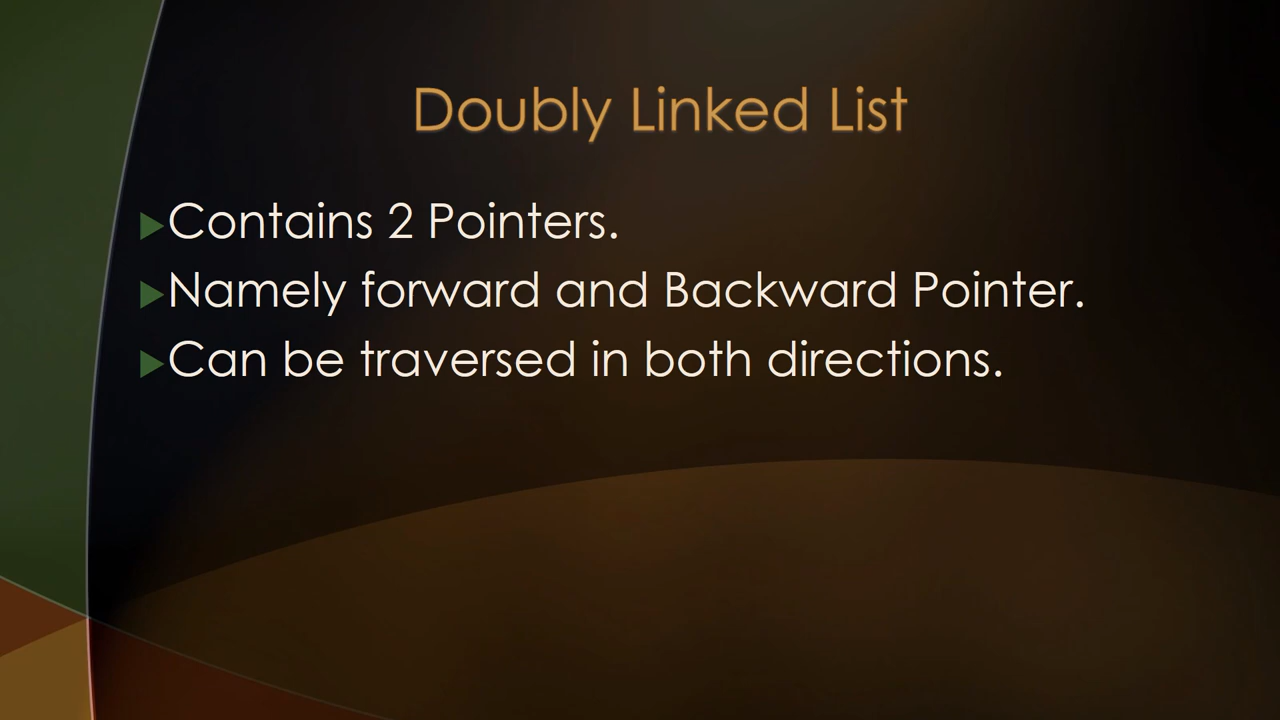 Doubly Linked List
Contains 2 Pointers.
Namely forward and Backward Pointer.
Can be traversed in both directions.